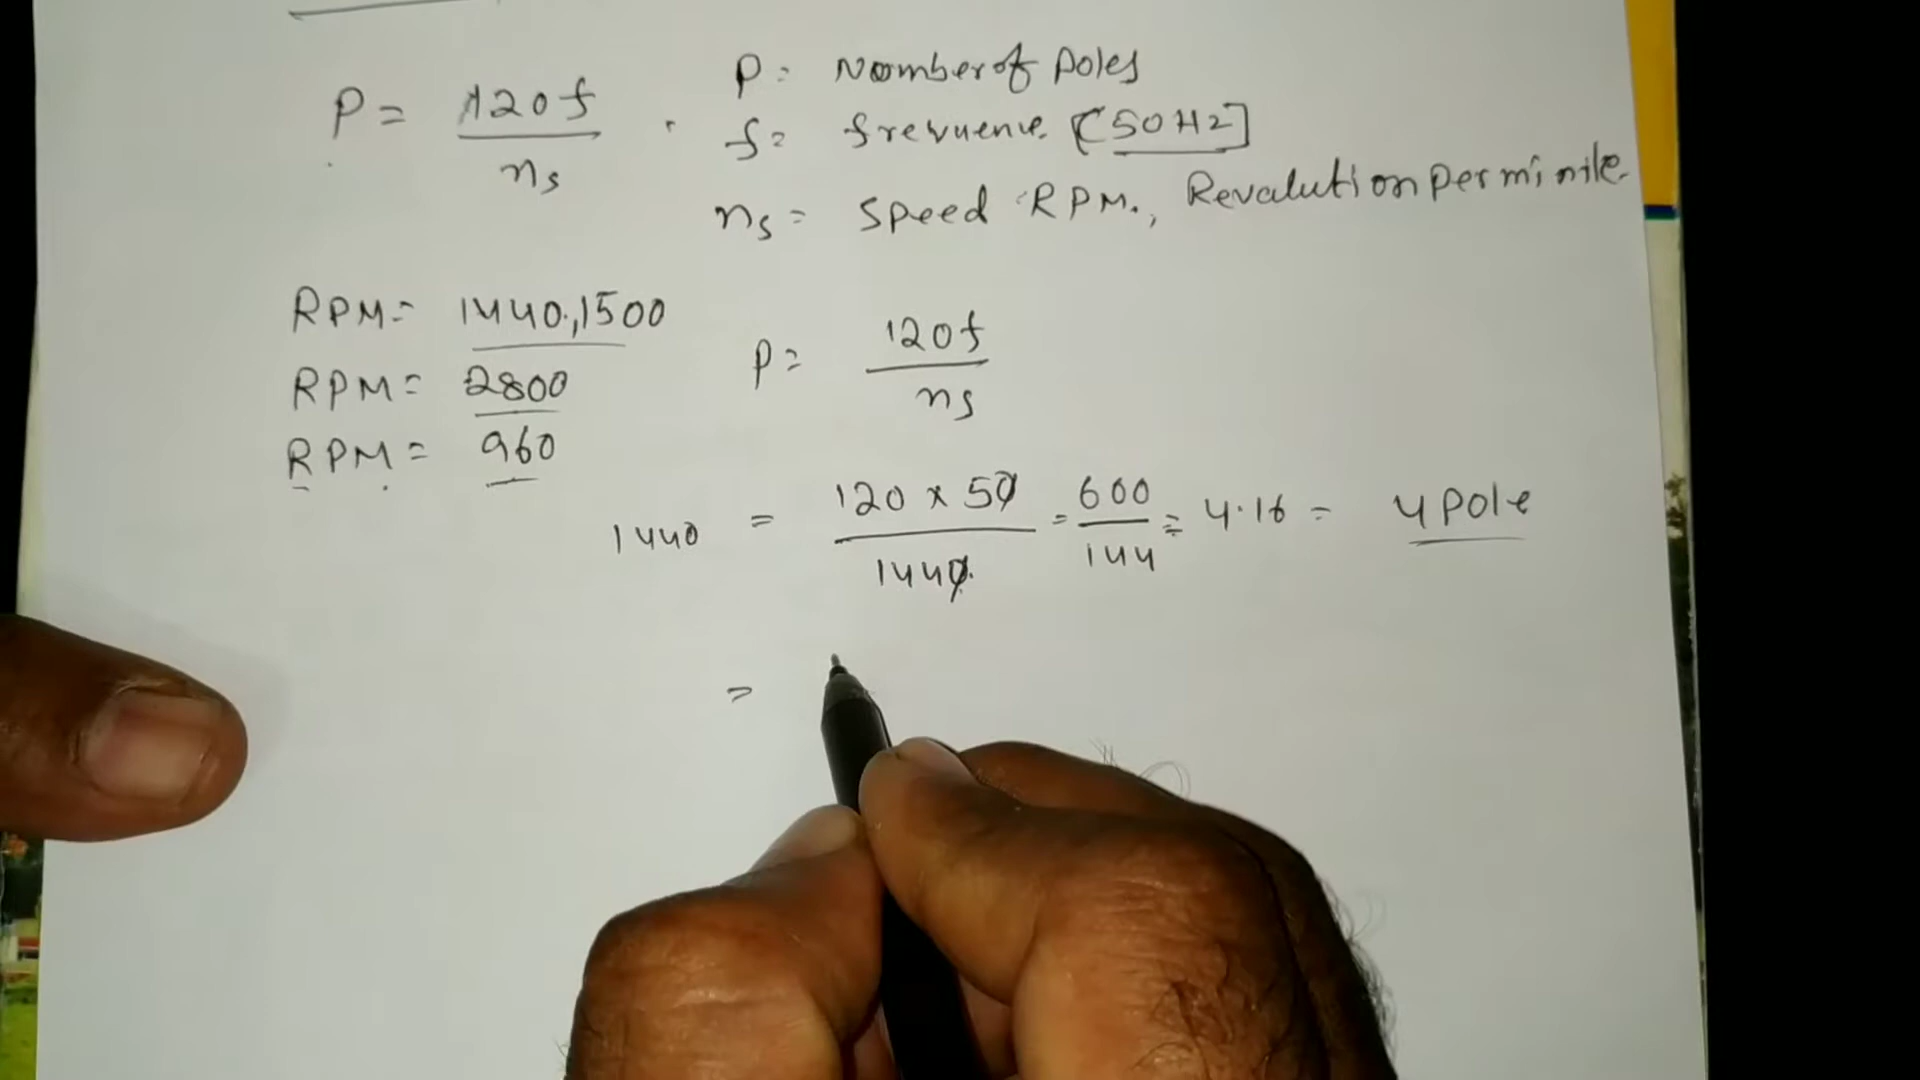 P = 120f / ns
P = Noomber of Poles
f = frevuence. [50Hz]
ns = Speed RPM., Revalution per minite.
RPM = 1440,1500
RPM = 2800
RPM = 960
P = 120f / ns
1440 = 120 x 50 / 1440 = 600 / 144 = 4.16 = 4 Pole
=